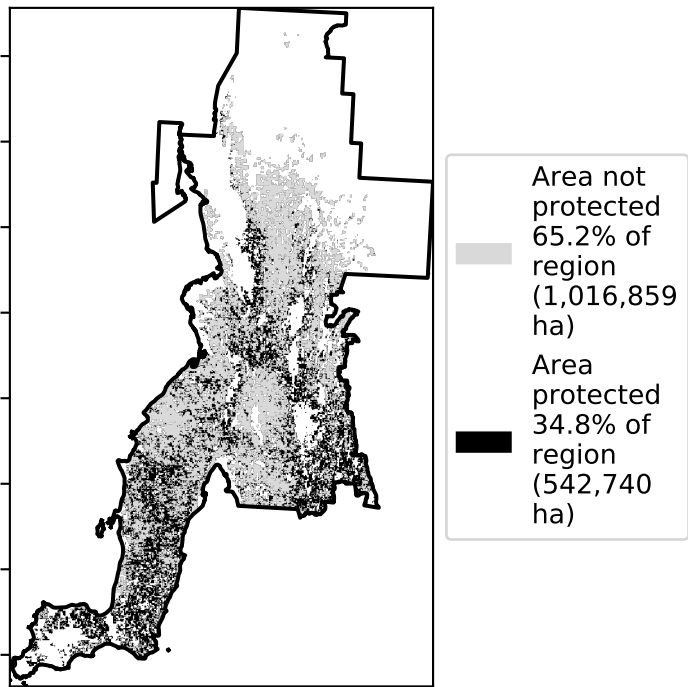 Area not
protected
65.2% of
region
(1,016,859
ha)
Area
protected
34.8% of
region
(542,740
ha)